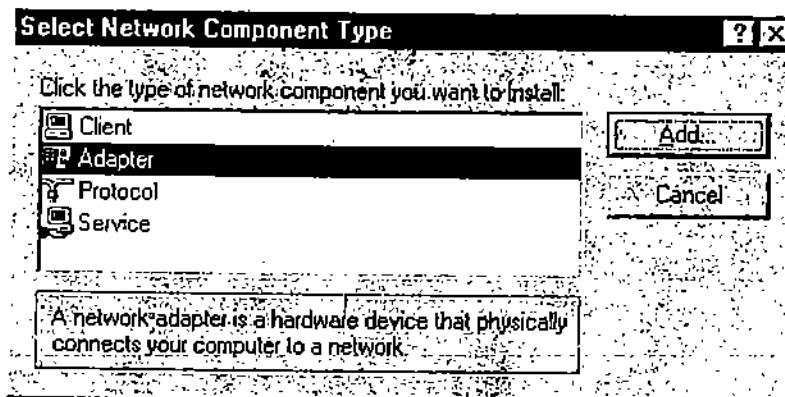 Select Network Component Type
Click the type of network component you want to install:
Client
Adapter
Protocol
Service
Add...
Cancel
A network adapter is a hardware device that physically
connects your computer to a network.